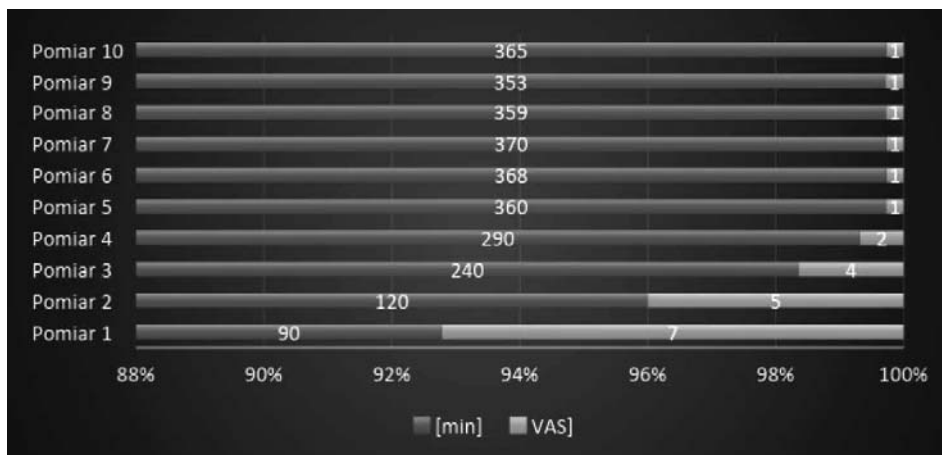 Pomiar 10 365 1
Pomiar 9 353 1
Pomiar 8 359 1
Pomiar 7 370 1
Pomiar 6 368 1
Pomiar 5 360 1
Pomiar 4 290 2
Pomiar 3 240 4
Pomiar 2 120 5
Pomiar 1 90 7
88% 90% 92% 94% 96% 98% 100%
[min] VAS]